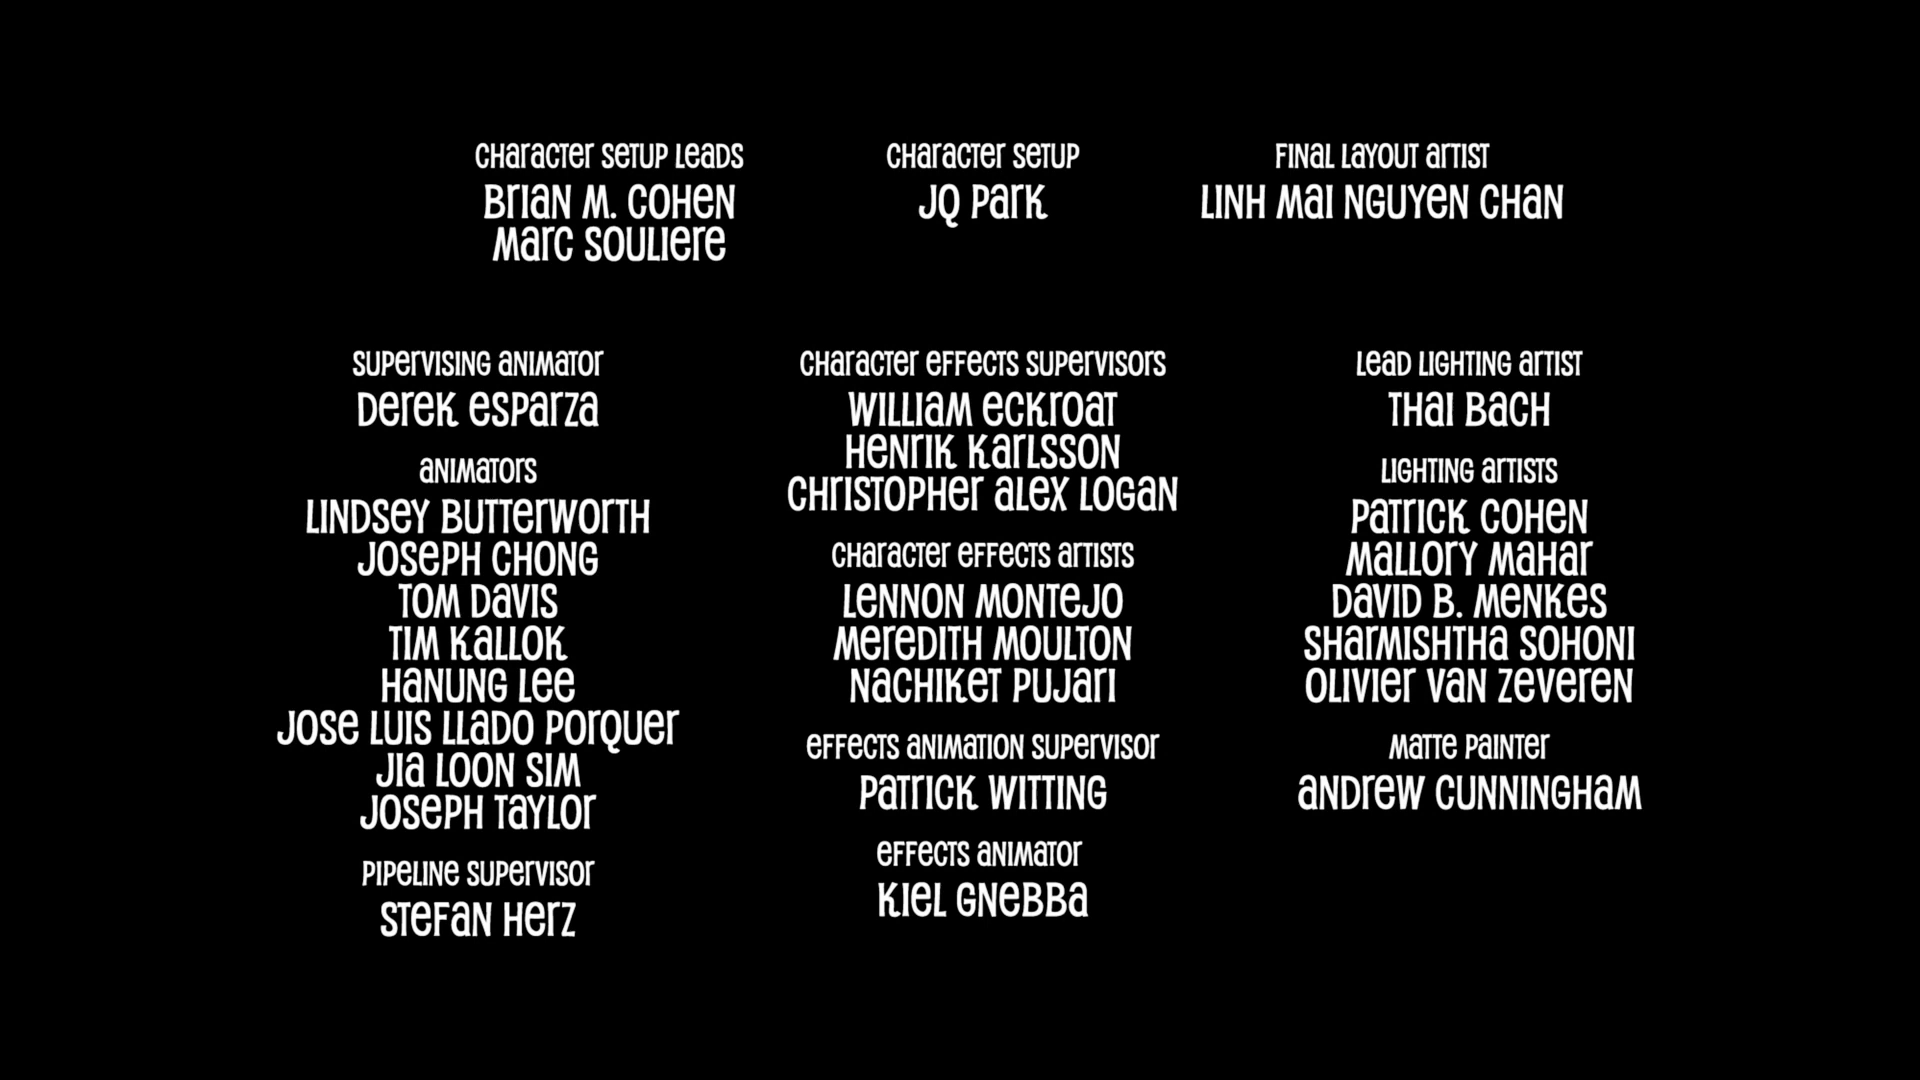 CHARACTER SETUP LEADS
BRIAN M. COHEN
MARC SOULIERE
CHARACTER SETUP
JQ PARK
FINAL LAYOUT ARTIST
LINH MAI NGUYEN CHAN
SUPERVISING ANIMATOR
DEREK ESPARZA
ANIMATORS
LINDSEY BUTTERWORTH
JOSEPH CHONG
TOM DAVIS
TIM KALLOK
HANUNG LEE
JOSE LUIS LLADO PORQUER
JIA LOON SIM
JOSEPH TAYLOR
PIPELINE SUPERVISOR
STEFAN HERZ
CHARACTER EFFECTS SUPERVISORS
WILLIAM ECKROAT
HENRIK KARLSSON
CHRISTOPHER ALEX LOGAN
CHARACTER EFFECTS ARTISTS
LENNON MONTEJO
MEREDITH MOULTON
NACHIKET PUJARI
EFFECTS ANIMATION SUPERVISOR
PATRICK WITTING
EFFECTS ANIMATOR
KIEL GNEBBA
LEAD LIGHTING ARTIST
THAI BACH
LIGHTING ARTISTS
PATRICK COHEN
MALLORY MAHAR
DAVID B. MENKES
SHARMISHTHA SOHONI
OLIVIER VAN ZEVEREN
MATTE PAINTER
ANDREW CUNNINGHAM